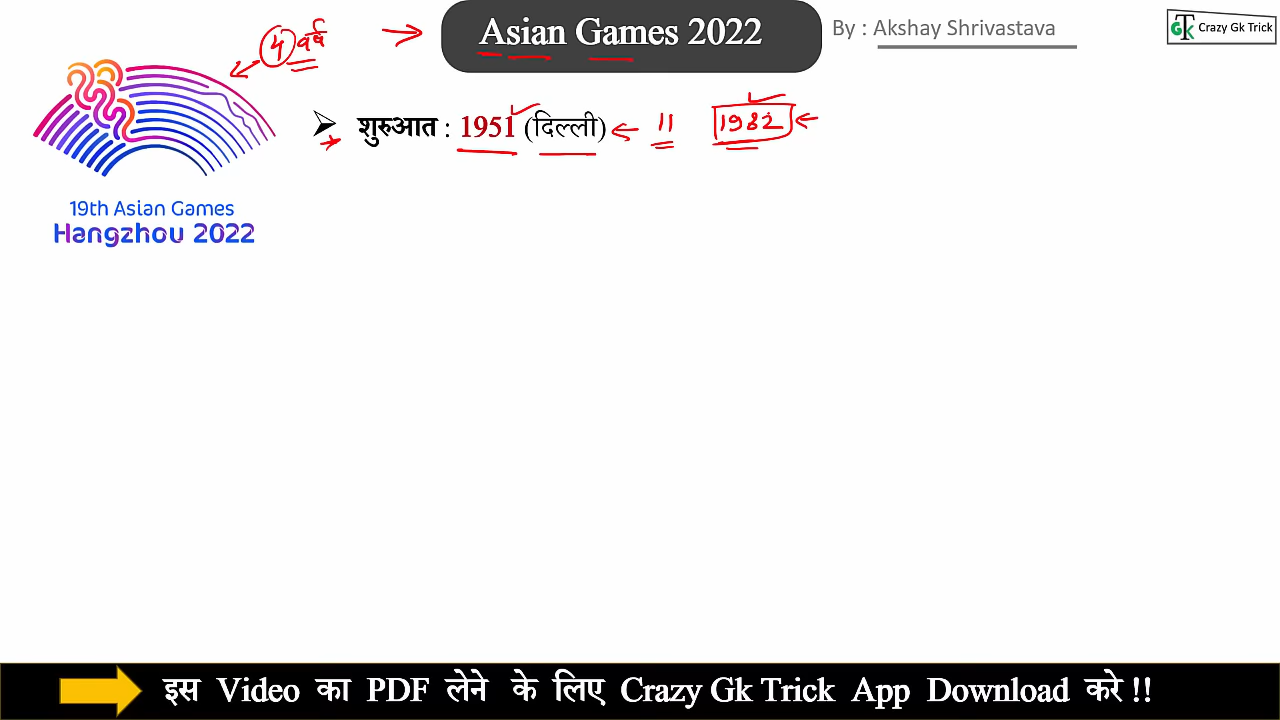 4 वर्ष
Asian Games 2022
By : Akshay Shrivastava
GTK Crazy Gk Trick
➤ शुरुआत : 1951 (दिल्ली) ← 11 1982 ←
19th Asian Games
Hangzhou 2022
इस Video का PDF लेने के लिए Crazy Gk Trick App Download करे !!